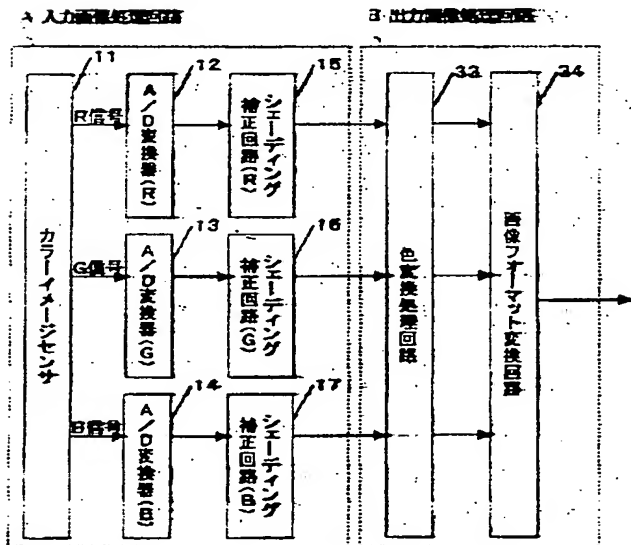 A 入力画像処理回路
B 出力画像処理回路
11
12
15
33
34
R信号
A/D変換器(R)
シェーディング
補正回路(R)
13
16
カラーイメージセンサ
G信号
A/D変換器(G)
シェーディング
補正回路(G)
色変換処理回路
画像フオーマット変換回路
14
17
B信号
A/D変換器(B)
シェーディング
補正回路(B)